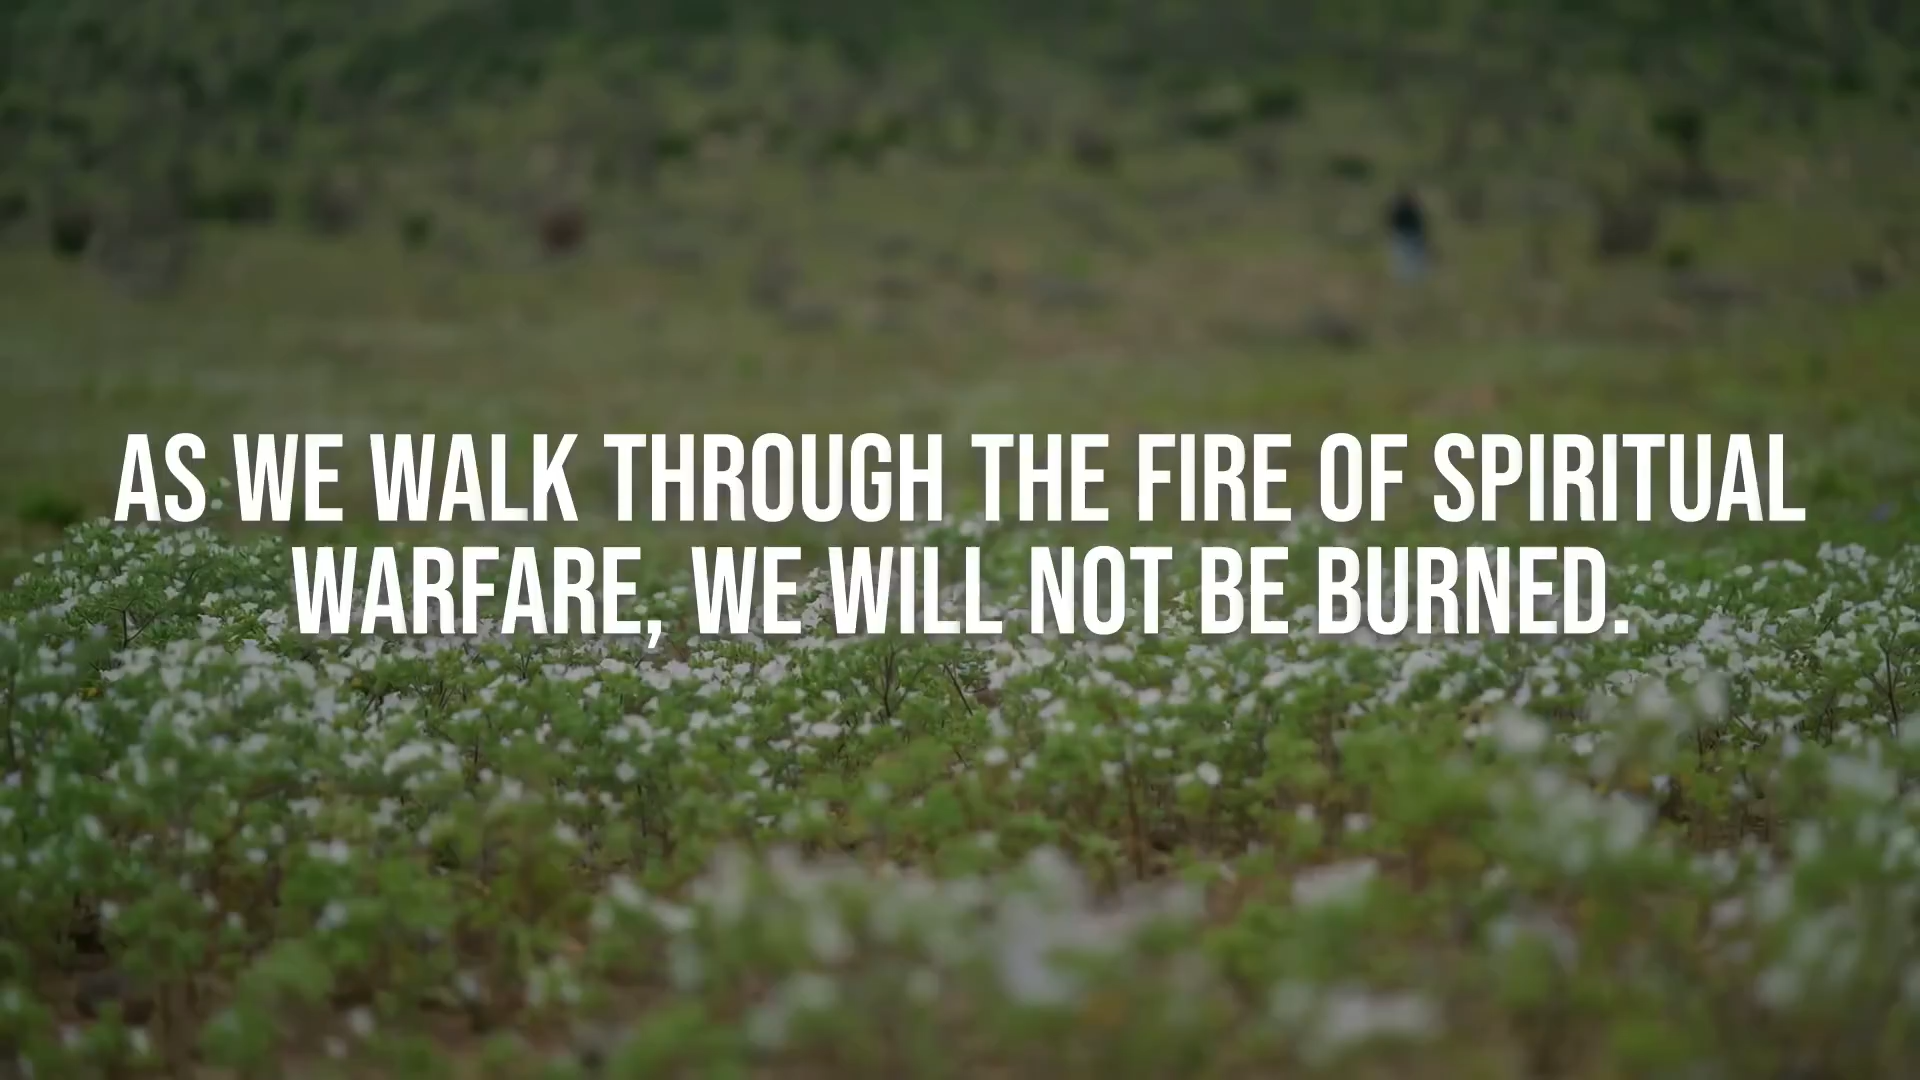 AS WE WALK THROUGH THE FIRE OF SPIRITUAL
WARFARE, WE WILL NOT BE BURNED.